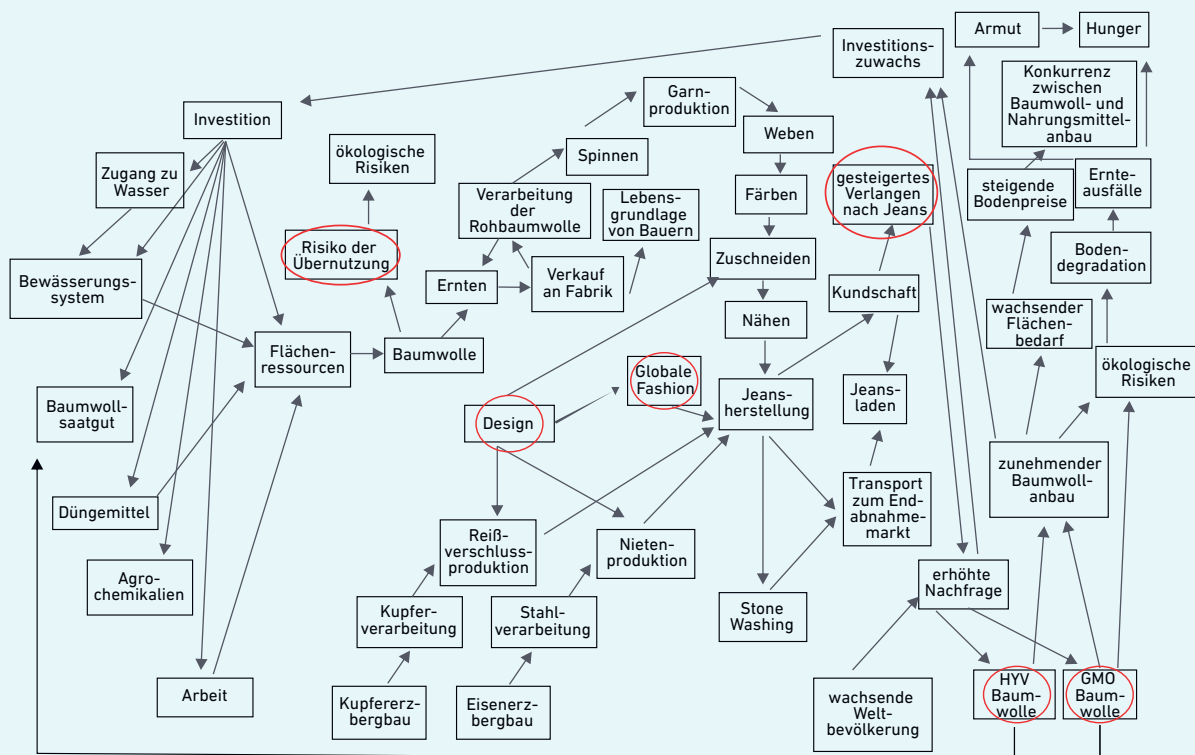 Armut
Hunger
Investitions-
zuwachs
Konkurrenz
zwischen
Baumwoll- und
Nahrungsmittel-
anbau
Garn-
produktion
Investition
Weben
ökologische
Risiken
Spinnen
Zugang zu
Wasser
gesteigertes
Verlangen
nach Jeans
steigende
Bodenpreise
Ernte-
ausfälle
Färben
Verarbeitung
der
Rohbaumwolle
Lebens-
grundlage
von Bauern
Risiko der
Übernutzung
Zuschneiden
Boden-
degradation
Bewässerungs-
system
Ernten
Verkauf
an Fabrik
Kundschaft
Nähen
wachsender
Flächen-
bedarf
Flächen-
ressourcen
Baumwolle
ökologische
Risiken
Globale
Fashion
Jeans-
herstellung
Jeans-
laden
Baumwoll-
saatgut
Design
zunehmender
Baumwoll-
anbau
Düngemittel
Transport
zum End-
abnahme-
markt
Reiß-
verschluss-
produktion
Nieten-
produktion
Agro-
chemikalien
erhöhte
Nachfrage
Kupfer-
verarbeitung
Stahl-
verarbeitung
Stone
Washing
Arbeit
Kupfererz-
bergbau
Eisenerz-
bergbau
wachsende
Welt-
bevölkerung
HYV
Baum-
wolle
GMO
Baum-
wolle